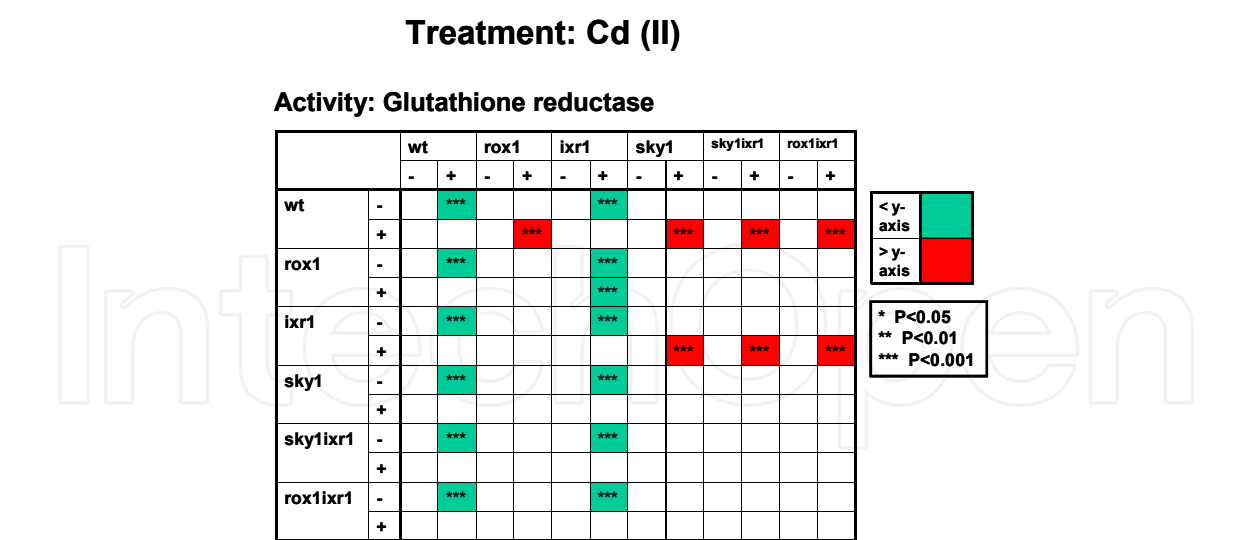 Treatment: Cd (II)
Activity: Glutathione reductase
wt rox1 ixr1 sky1 sky1ixr1 rox1ixr1
- + - + - + - + - + - +
wt - *** ***
+ *** *** *** ***
rox1 - *** ***
+ ***
ixr1 - *** ***
+ *** *** ***
sky1 - *** ***
+
sky1ixr1 - *** ***
+
rox1ixr1 - *** ***
+
< y-
axis
> y-
axis
* P<0.05
** P<0.01
*** P<0.001
IntechOpen